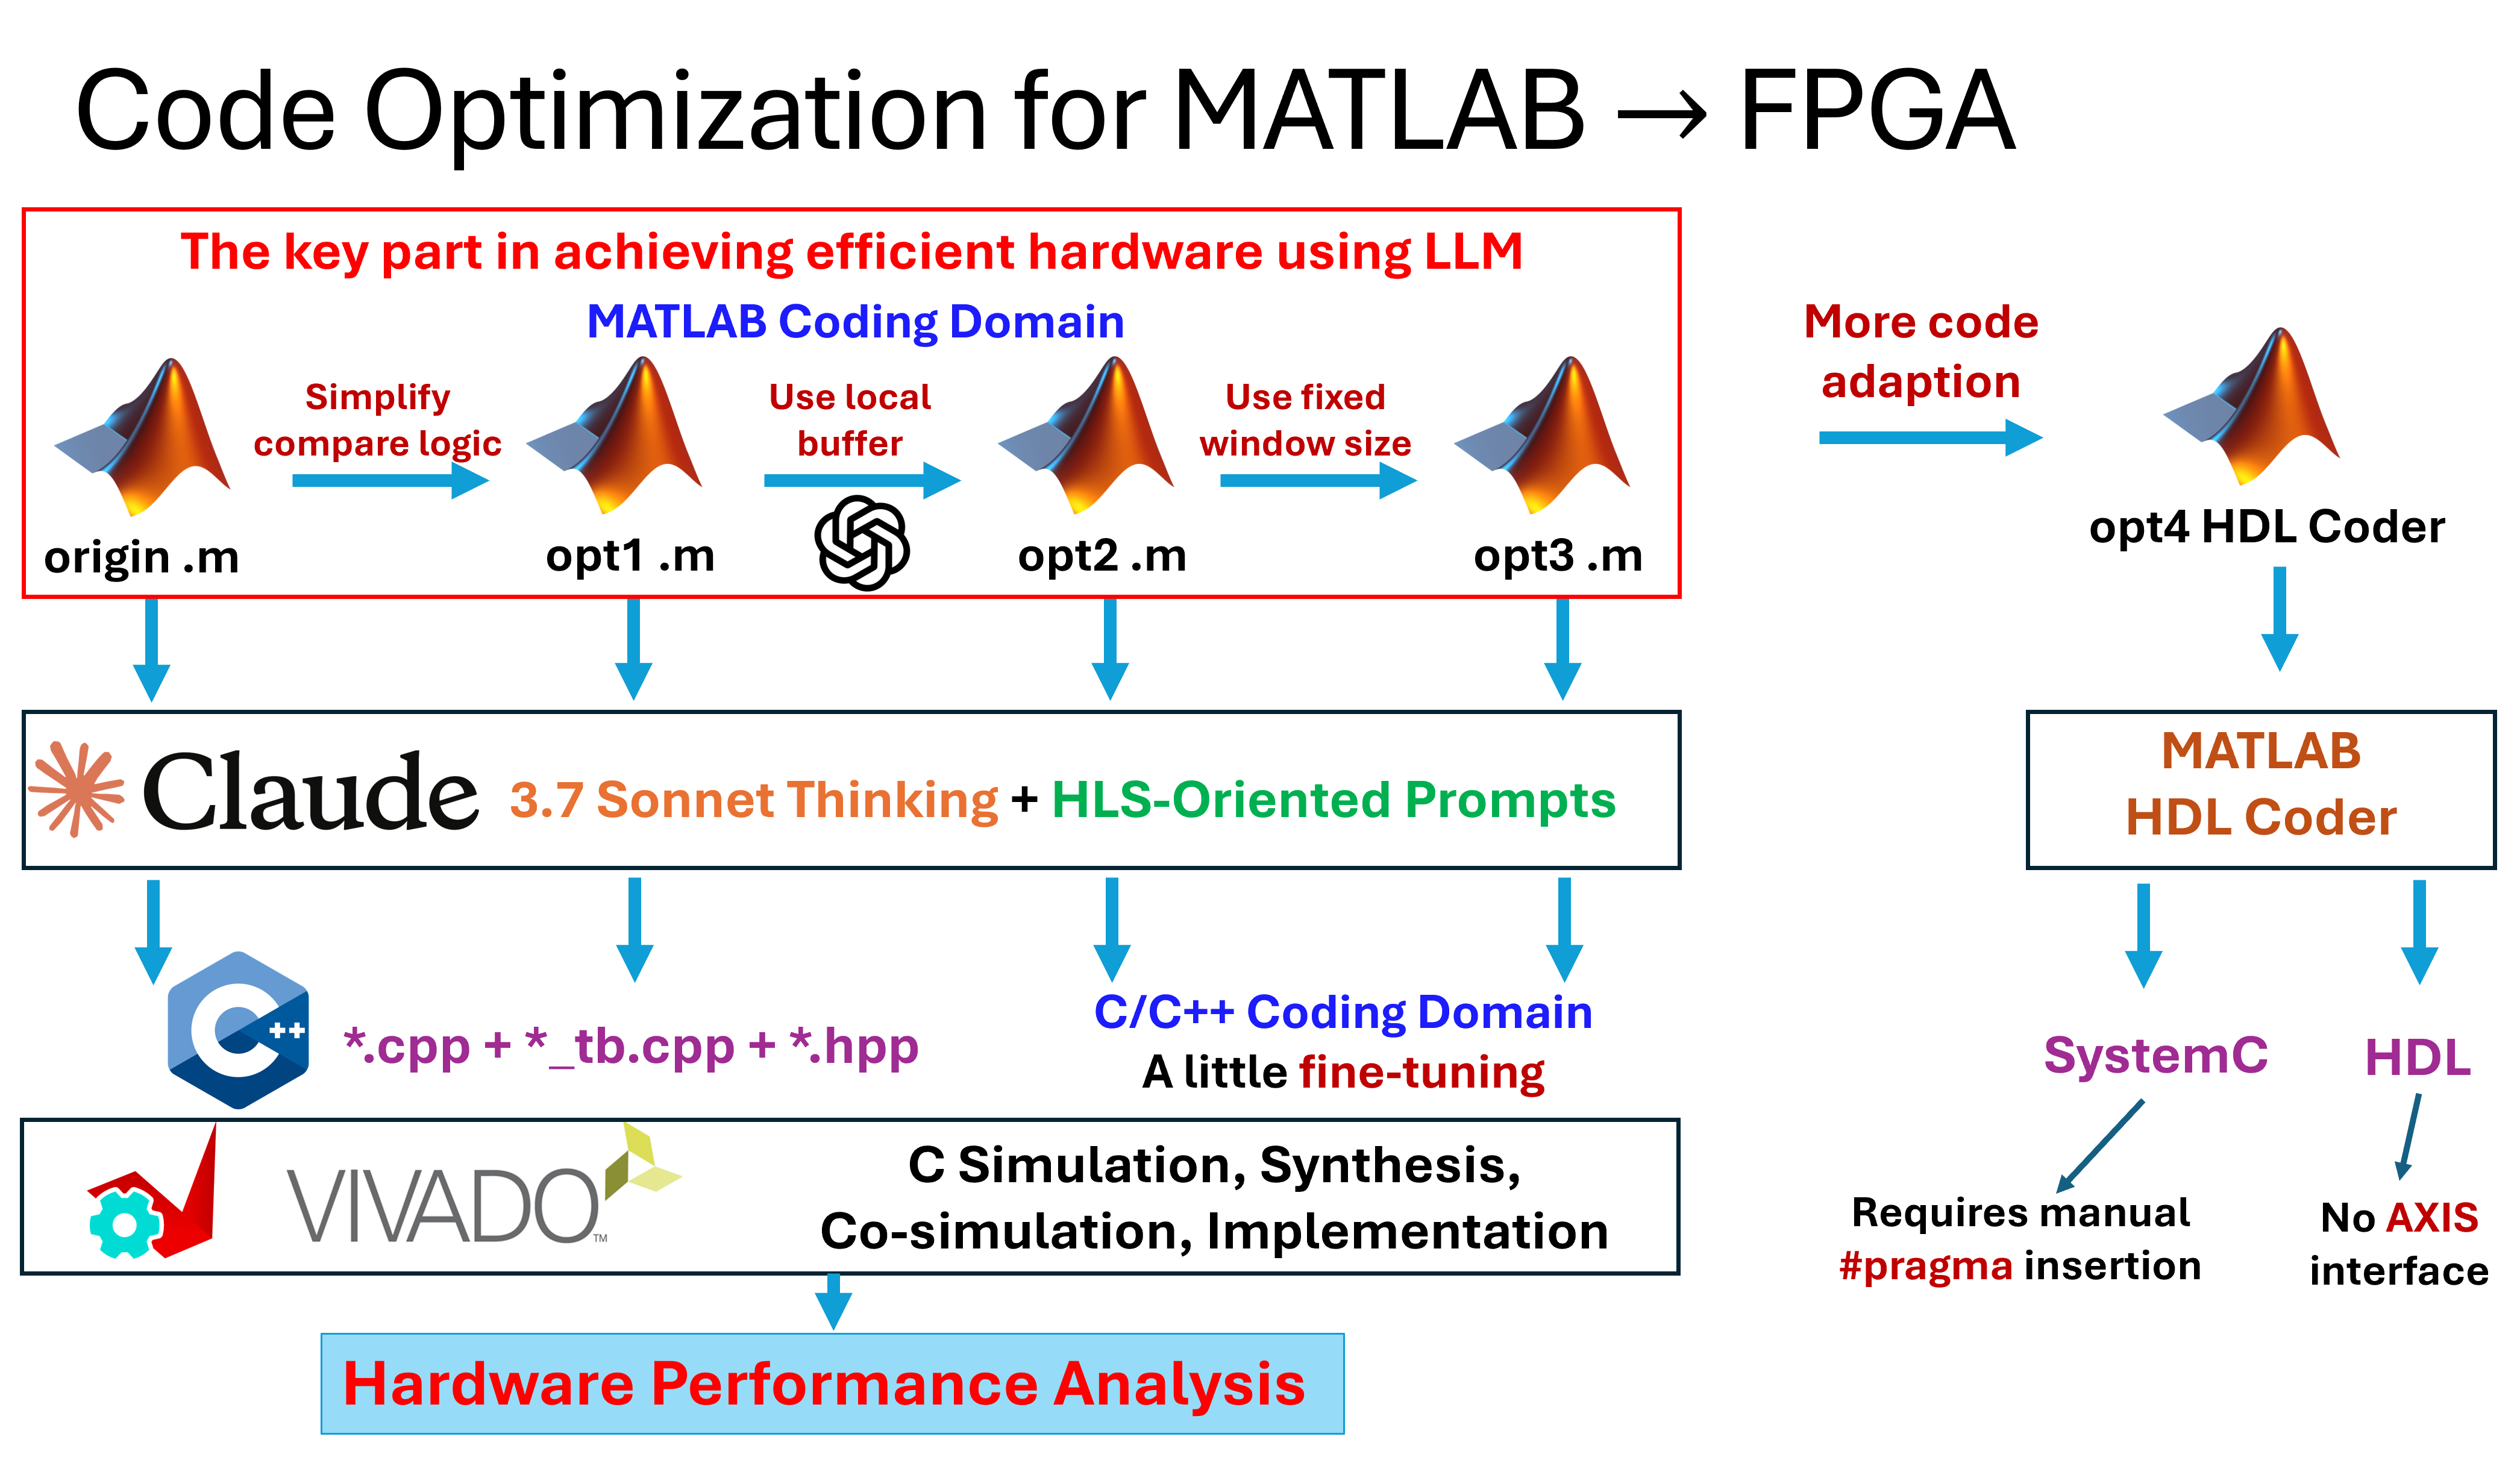 Code Optimization for MATLAB → FPGA
The key part in achieving efficient hardware using LLM
MATLAB Coding Domain
Simplify
compare logic
Use local
buffer
Use fixed
window size
origin .m
opt1 .m
opt2 .m
opt3 .m
More code
adaption
opt4 HDL Coder
Claude 3.7 Sonnet Thinking + HLS-Oriented Prompts
MATLAB
HDL Coder
C++
*.cpp + *_tb.cpp + *.hpp
C/C++ Coding Domain
A little fine-tuning
SystemC
HDL
VIVADO™
C Simulation, Synthesis,
Co-simulation, Implementation
Requires manual
#pragma insertion
No AXIS
interface
Hardware Performance Analysis